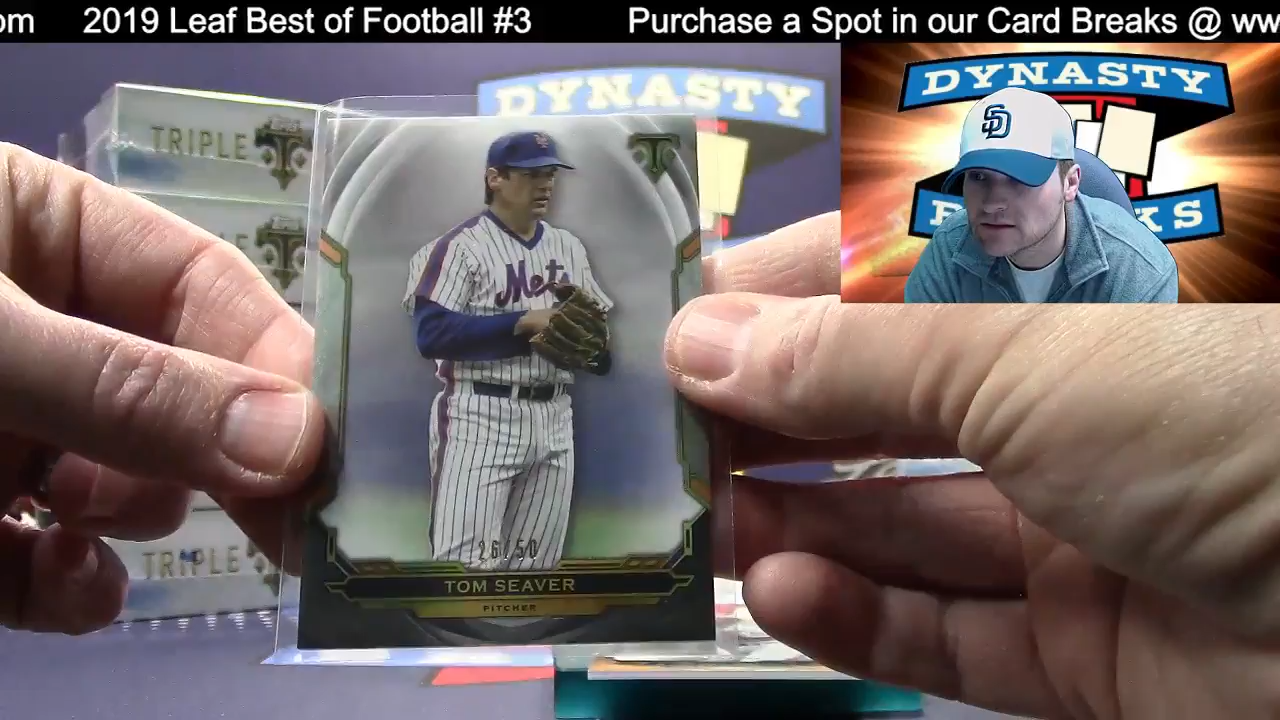 om 2019 Leaf Best of Football #3 Purchase a Spot in our Card Breaks @ ww
DYNASTY
DYNASTY
SD
TRIPLE
Mets
26/50
TOM SEAVER
PITCHER
TRIPLE